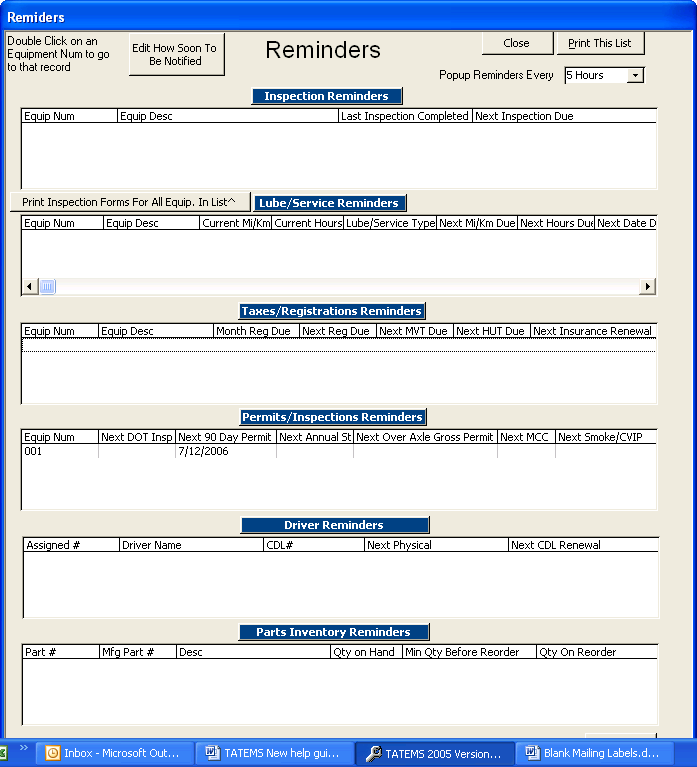 Remiders
Double Click on an
Equipment Num to go
to that record
Edit How Soon To
Be Notified
Reminders
Close
Print This List
Popup Reminders Every
5 Hours
Inspection Reminders
Equip Num Equip Desc Last Inspection Completed Next Inspection Due
Print Inspection Forms For All Equip. In List^
Lube/Service Reminders
Equip Num Equip Desc Current Mi/Km Current Hours Lube/Service Type Next Mi/Km Due Next Hours Due Next Date D
Taxes/Registrations Reminders
Equip Num Equip Desc Month Reg Due Next Reg Due Next MVT Due Next HUT Due Next Insurance Renewal
Permits/Inspections Reminders
Equip Num Next DOT Insp Next 90 Day Permit Next Annual St Next Over Axle Gross Permit Next MCC Next Smoke/CVIP
001 7/12/2006
Driver Reminders
Assigned # Driver Name CDL# Next Physical Next CDL Renewal
Parts Inventory Reminders
Part # Mfg Part # Desc Qty on Hand Min Qty Before Reorder Qty On Reorder
Inbox - Microsoft Out... TATEMS New help gui... TATEMS 2005 Version... Blank Mailing Labels.d...